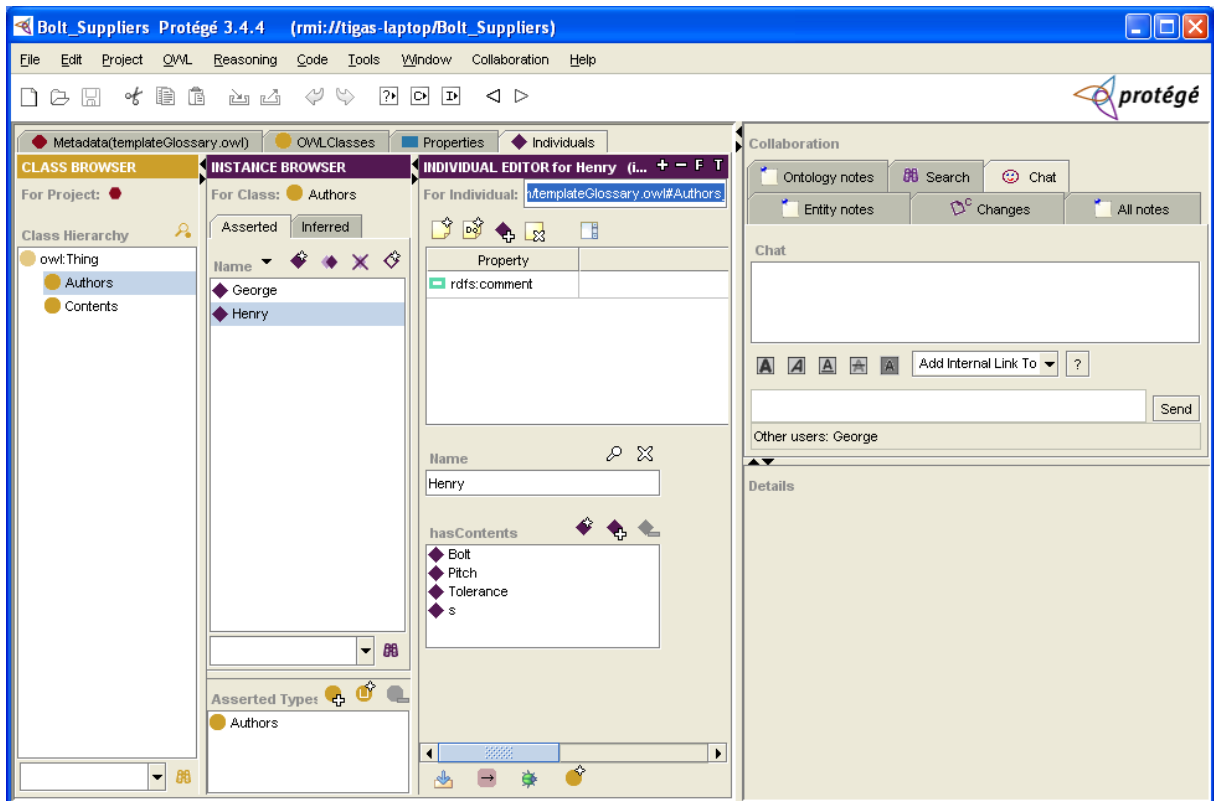 Bolt_Suppliers Protégé 3.4.4 (rmi://tigas-laptop/Bolt_Suppliers)
File Edit Project OWL Reasoning Code Tools Window Collaboration Help
protégé
Metadata(templateGlossary.owl) OWLClasses Properties Individuals
CLASS BROWSER
For Project:
Class Hierarchy
owl:Thing
Authors
Contents
INSTANCE BROWSER
For Class: Authors
Asserted Inferred
Name
George
Henry
Asserted Types
Authors
INDIVIDUAL EDITOR for Henry (i... + − F T
For Individual: /templateGlossary.owl#Authors_
Property
rdfs:comment
Name
Henry
hasContents
Bolt
Pitch
Tolerance
s
Collaboration
Ontology notes Search Chat
Entity notes Changes All notes
Chat
A A A A A Add Internal Link To ?
Send
Other users: George
Details